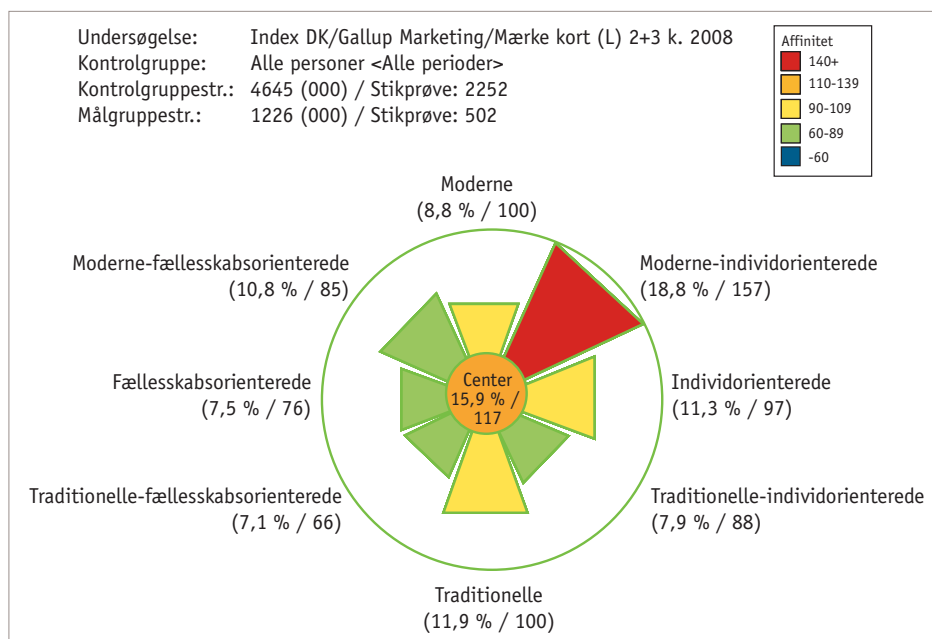 Undersøgelse: Index DK/Gallup Marketing/Mærke kort (L) 2+3 k. 2008
Kontrolgruppe: Alle personer <Alle perioder>
Kontrolgruppestr.: 4645 (000) / Stikprøve: 2252
Målgruppestr.: 1226 (000) / Stikprøve: 502
Affinitet
140+
110-139
90-109
60-89
-60
Moderne
(8,8 % / 100)
Moderne-fællesskabsorienterede
(10,8 % / 85)
Moderne-individorienterede
(18,8 % / 157)
Fællesskabsorienterede
(7,5 % / 76)
Center
15,9 % /
117
Individorienterede
(11,3 % / 97)
Traditionelle-fællesskabsorienterede
(7,1 % / 66)
Traditionelle-individorienterede
(7,9 % / 88)
Traditionelle
(11,9 % / 100)